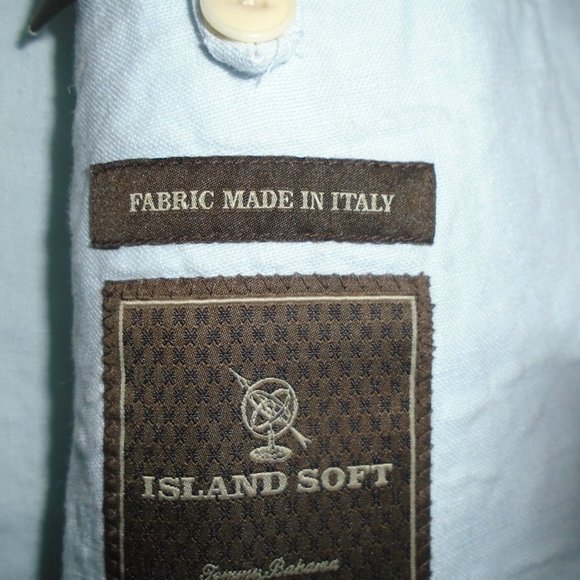 FABRIC MADE IN ITALY
ISLAND SOFT
Tommy Bahama